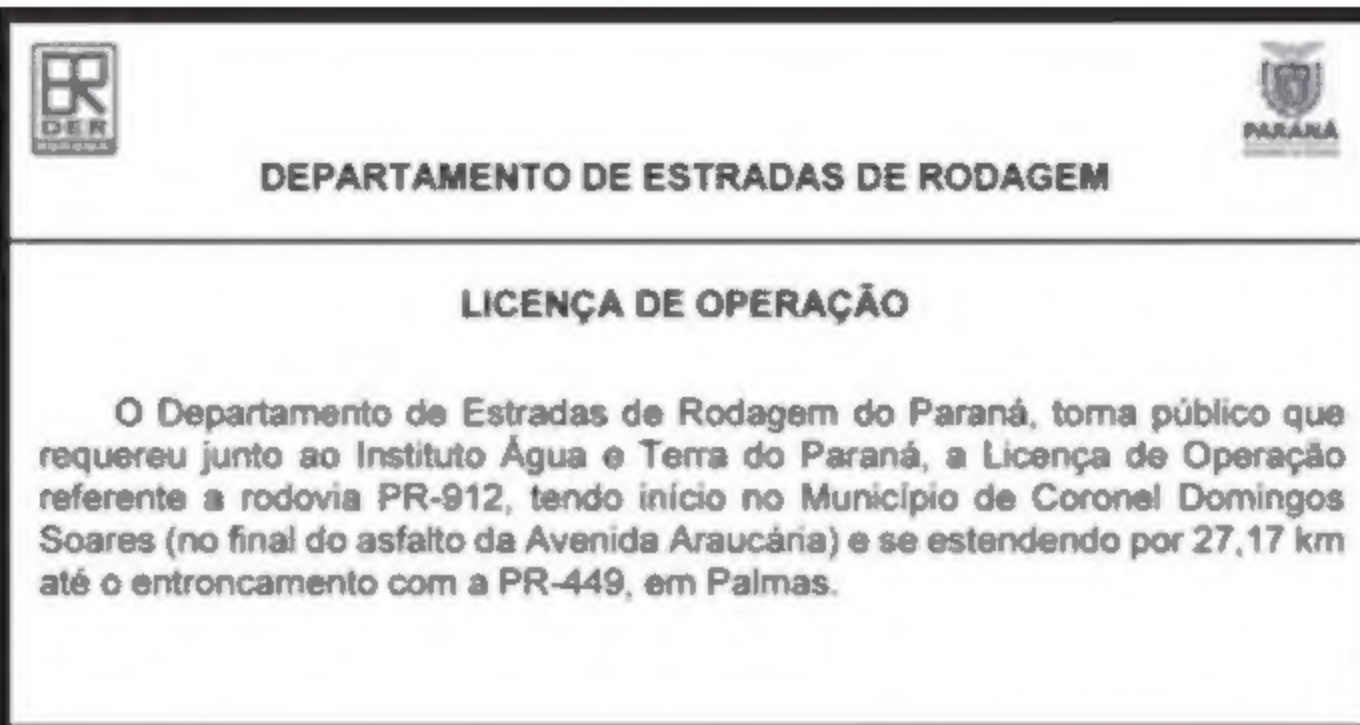 DER
PARANÁ
DEPARTAMENTO DE ESTRADAS DE RODAGEM
LICENÇA DE OPERAÇÃO
O Departamento de Estradas de Rodagem do Paraná, torna público que
requereu junto ao Instituto Água e Terra do Paraná, a Licença de Operação
referente a rodovia PR-912, tendo início no Município de Coronel Domingos
Soares (no final do asfalto da Avenida Araucária) e se estendendo por 27,17 km
até o entroncamento com a PR-449, em Palmas.